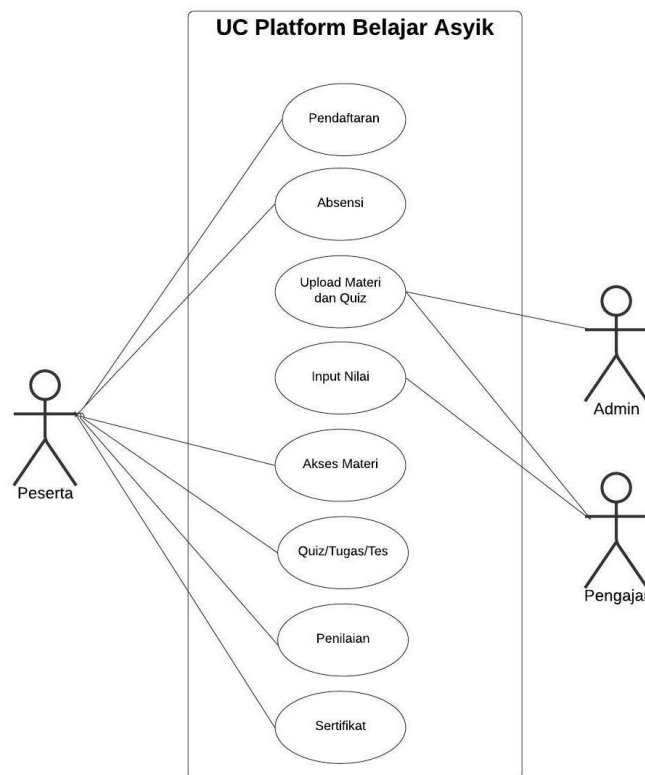 UC Platform Belajar Asyik
Pendaftaran
Absensi
Upload Materi
dan Quiz
Input Nilai
Akses Materi
Quiz/Tugas/Tes
Penilaian
Sertifikat
Peserta
Admin
Pengajar